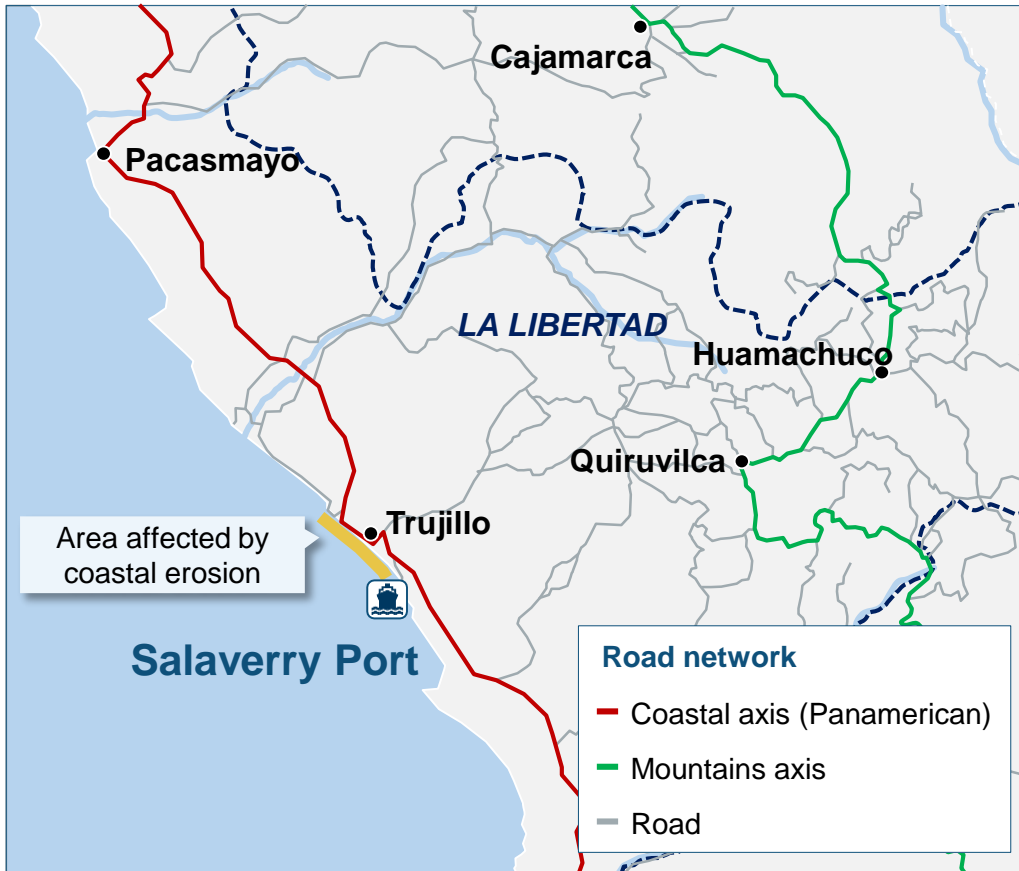 Cajamarca
Pacasmayo
LA LIBERTAD
Huamachuco
Quiruvilca
Trujillo
Area affected by
coastal erosion
Salaverry Port
Road network
Coastal axis (Panamerican)
Mountains axis
Road